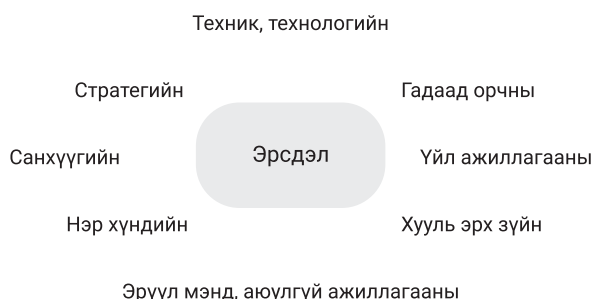 Техник, технологийн
Стратегийн
Гадаад орчны
Санхүүгийн
Эрсдэл
Үйл ажиллагааны
Нэр хүндийн
Хууль эрх зүйн
Эрүүл мэнд, аюулгүй ажиллагааны